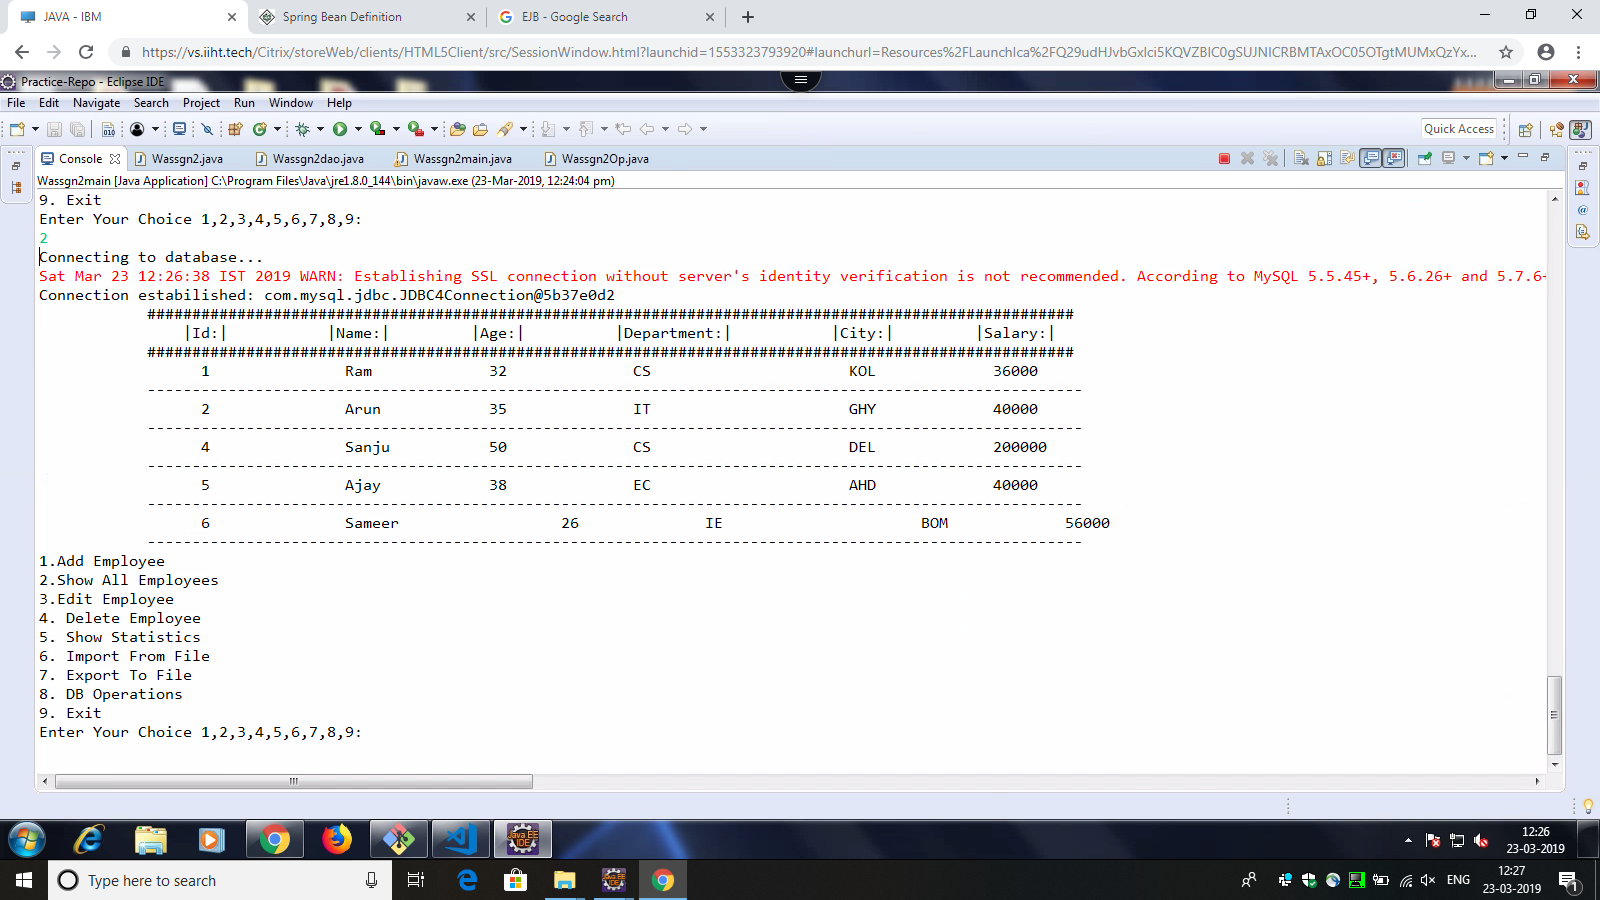 JAVA - IBM
Spring Bean Definition
EJB - Google Search
https://vs.iiht.tech/Citrix/storeWeb/clients/HTML5Client/src/SessionWindow.html?launchid=1553323793920#launchurl=Resources%2FLaunchIca%2FQ29udHJvbGxlci5KQVZBIC0gSUJNICRBMTAxOC05OTgtMUMxQzYx...
Practice-Repo - Eclipse IDE
File Edit Navigate Search Project Run Window Help
Quick Access
Console Wassgn2.java Wassgn2dao.java Wassgn2main.java Wassgn2Op.java
Wassgn2main [Java Application] C:\Program Files\Java\jre1.8.0_144\bin\javaw.exe (23-Mar-2019, 12:24:04 pm)
9. Exit
Enter Your Choice 1,2,3,4,5,6,7,8,9:
2
Connecting to database...
Sat Mar 23 12:26:38 IST 2019 WARN: Establishing SSL connection without server's identity verification is not recommended. According to MySQL 5.5.45+, 5.6.26+ and 5.7.6+
Connection estabilished: com.mysql.jdbc.JDBC4Connection@5b37e0d2
#######################################################################################################
|Id:| |Name:| |Age:| |Department:| |City:| |Salary:|
#######################################################################################################
1 Ram 32 CS KOL 36000
--------------------------------------------------------------------------------------------------------
2 Arun 35 IT GHY 40000
--------------------------------------------------------------------------------------------------------
4 Sanju 50 CS DEL 200000
--------------------------------------------------------------------------------------------------------
5 Ajay 38 EC AHD 40000
--------------------------------------------------------------------------------------------------------
6 Sameer 26 IE BOM 56000
--------------------------------------------------------------------------------------------------------
1.Add Employee
2.Show All Employees
3.Edit Employee
4. Delete Employee
5. Show Statistics
6. Import From File
7. Export To File
8. DB Operations
9. Exit
Enter Your Choice 1,2,3,4,5,6,7,8,9:
Java EE
IDE
12:26
23-03-2019
Type here to search
ENG
12:27
23-03-2019
1